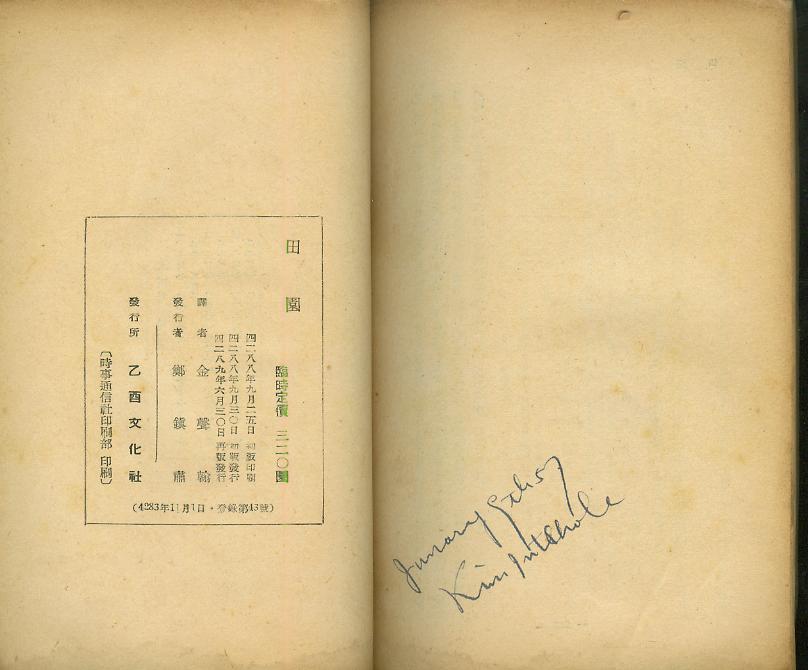 田園
臨時定價 三二〇圜
四二八八年九月二五日 初版印刷
四二八八年九月三〇日 初版發行
四二八九年六月三〇日 再版發行
譯者 金聲翰
發行者 鄭鎭肅
發行所 乙酉文化社
〔時事通信社印刷部 印刷〕
(4283年11月1日·登錄第13號)
Kim